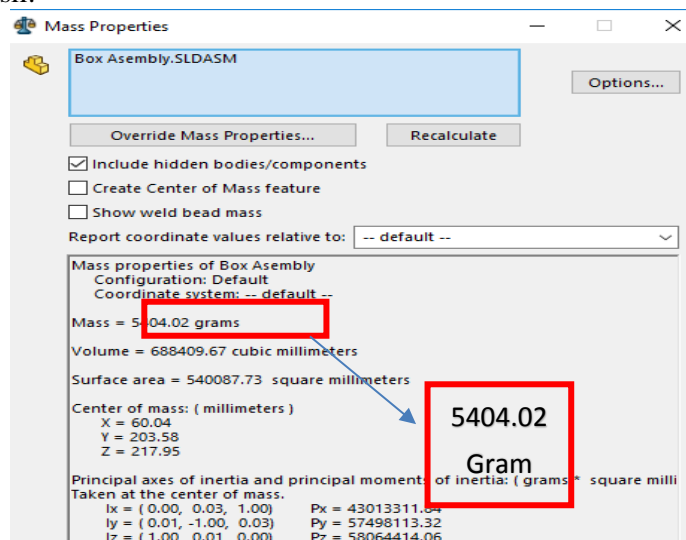 Mass Properties
Box Asembly.SLDASM
Options...
Override Mass Properties...
Recalculate
Include hidden bodies/components
Create Center of Mass feature
Show weld bead mass
Report coordinate values relative to: -- default --
Mass properties of Box Asembly
Configuration: Default
Coordinate system: -- default --
Mass = 5404.02 grams
Volume = 688409.67 cubic millimeters
Surface area = 540087.73 square millimeters
Center of mass: ( millimeters )
X = 60.04
Y = 203.58
Z = 217.95
5404.02
Gram
Principal axes of inertia and principal moments of inertia: ( grams * square milli
Taken at the center of mass.
Ix = ( 0.00, 0.03, 1.00) Px = 43013311.64
Iy = ( 0.01, -1.00, 0.03) Py = 57498113.32
Iz = ( 1.00, 0.01, 0.00) Pz = 58064414.06